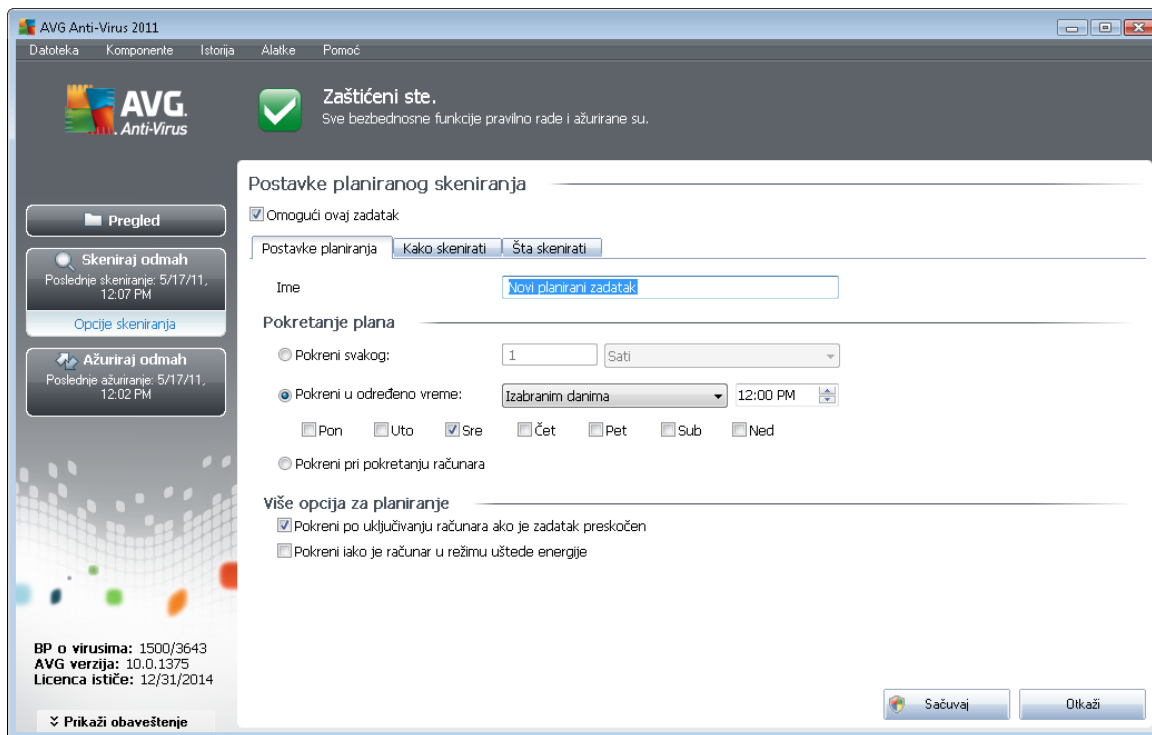 AVG Anti-Virus 2011
Datoteka Komponente Istorija Alatke Pomoć
AVG.
Anti-Virus
Zaštićeni ste.
Sve bezbednosne funkcije pravilno rade i ažurirane su.
Pregled
Skeniraj odmah
Poslednje skeniranje: 5/17/11,
12:07 PM
Opcije skeniranja
Ažuriraj odmah
Poslednje ažuriranje: 5/17/11,
12:02 PM
BP o virusima: 1500/3643
AVG verzija: 10.0.1375
Licenca ističe: 12/31/2014
Prikaži obaveštenje
Postavke planiranog skeniranja
Omogući ovaj zadatak
Postavke planiranja Kako skenirati Šta skenirati
Ime Novi planirani zadatak
Pokretanje plana
Pokreni svakog: 1 Sati
Pokreni u određeno vreme: Izabranim danima 12:00 PM
Pon Uto Sre Čet Pet Sub Ned
Pokreni pri pokretanju računara
Više opcija za planiranje
Pokreni po uključivanju računara ako je zadatak preskočen
Pokreni iako je računar u režimu uštede energije
Sačuvaj Otkaži